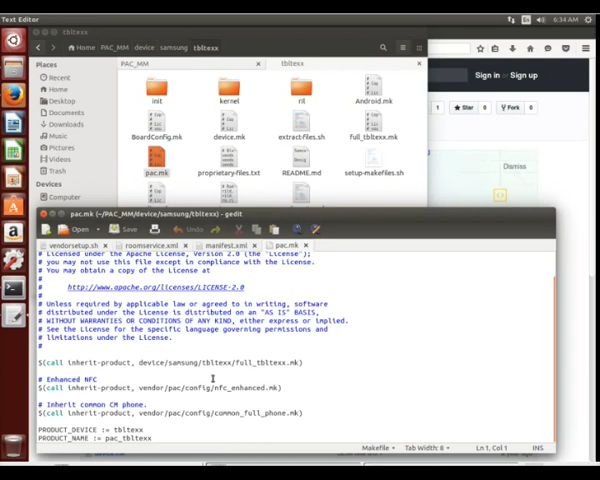 Text Editor
En
6:34 AM
tbltexx
Home
PAC_MM
device
samsung
tbltexx
Places
Recent
Home
Desktop
Documents
Downloads
Music
Pictures
Videos
Trash
Devices
Computer
PAC_MM
tbltexx
init
kernel
ril
Android.mk
BoardConfig.mk
device.mk
extract-files.sh
full_tbltexx.mk
pac.mk
proprietary-files.txt
README.md
setup-makefiles.sh
Sign in or Sign up
1
Star
0
Fork
0
Dismiss
pac.mk (~/PAC_MM/device/samsung/tbltexx) - gedit
Open
Save
Undo
vendorsetup.sh
roomservice.xml
manifest.xml
pac.mk
# Licensed under the Apache License, Version 2.0 (the "License");
# you may not use this file except in compliance with the License.
# You may obtain a copy of the License at
#
# http://www.apache.org/licenses/LICENSE-2.0
#
# Unless required by applicable law or agreed to in writing, software
# distributed under the License is distributed on an "AS IS" BASIS,
# WITHOUT WARRANTIES OR CONDITIONS OF ANY KIND, either express or implied.
# See the License for the specific language governing permissions and
# limitations under the License.
#
$(call inherit-product, device/samsung/tbltexx/full_tbltexx.mk)
# Enhanced NFC
$(call inherit-product, vendor/pac/config/nfc_enhanced.mk)
# Inherit common CM phone.
$(call inherit-product, vendor/pac/config/common_full_phone.mk)
PRODUCT_DEVICE := tbltexx
PRODUCT_NAME := pac_tbltexx
Makefile
Tab Width: 8
Ln 1, Col 1
INS